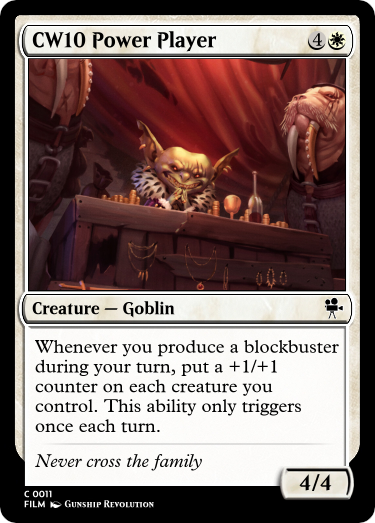 CW10 Power Player
4
Creature — Goblin
Whenever you produce a blockbuster
during your turn, put a +1/+1
counter on each creature you
control. This ability only triggers
once each turn.
Never cross the family
4/4
C 0011
FILM Gunship Revolution